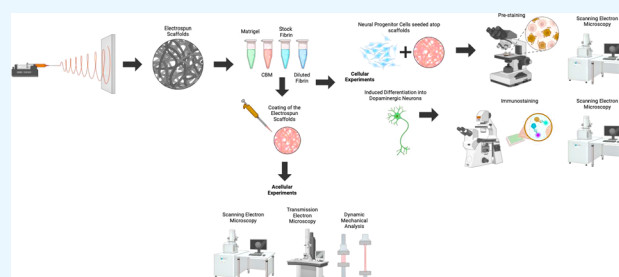 Electrospun
Scaffolds
Matrigel
Stock
Fibrin
CBM
Diluted
Fibrin
Coating of the
Electrospun
Scaffolds
Acellular
Experiments
Scanning Electron
Microscopy
Transmission
Electron
Microscopy
Dynamic
Mechanical
Analysis
Neural Progenitor Cells seeded atop
scaffolds
Cellular
Experiments
Induced Differentiation into
Dopaminergic Neurons
Pre-staining
Scanning Electron
Microscopy
Immunostaining
Scanning Electron
Microscopy